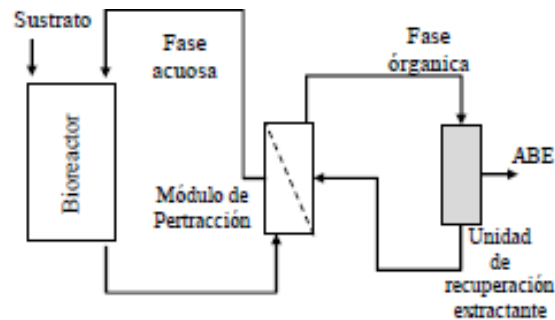 Sustrato
Fase
acuosa
Fase
órganica
Bioreactor
ABE
Módulo de
Pertracción
Unidad
de
recuperación
extractante